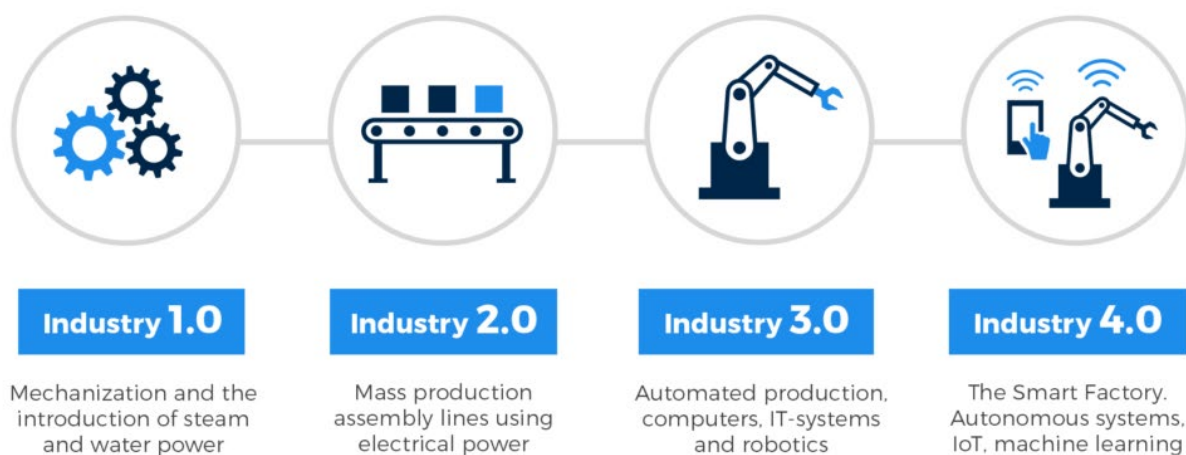 Industry 1.0
Mechanization and the
introduction of steam
and water power
Industry 2.0
Mass production
assembly lines using
electrical power
Industry 3.0
Automated production,
computers, IT-systems
and robotics
Industry 4.0
The Smart Factory.
Autonomous systems,
IoT, machine learning